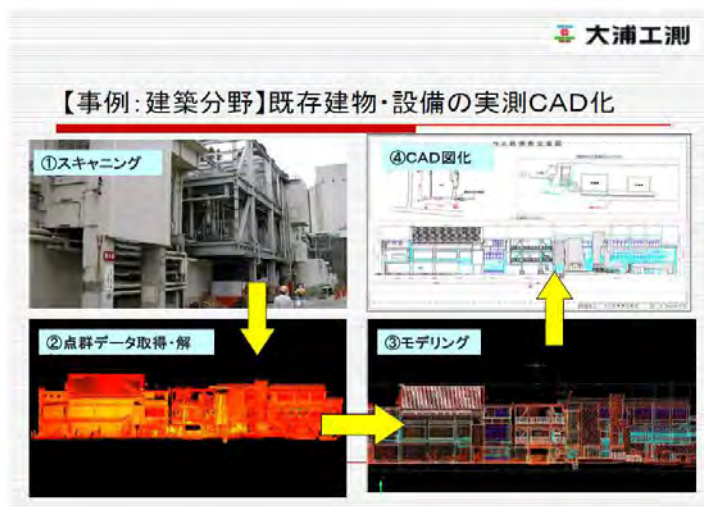 大浦工測
【事例:建築分野】既存建物・設備の実測CAD化
①スキャニング
④CAD図化
②点群データ取得・解
③モデリング